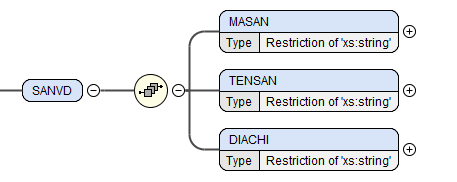 MASAN
Type Restriction of 'xs:string'
SANVD
TENSAN
Type Restriction of 'xs:string'
DIACHI
Type Restriction of 'xs:string'